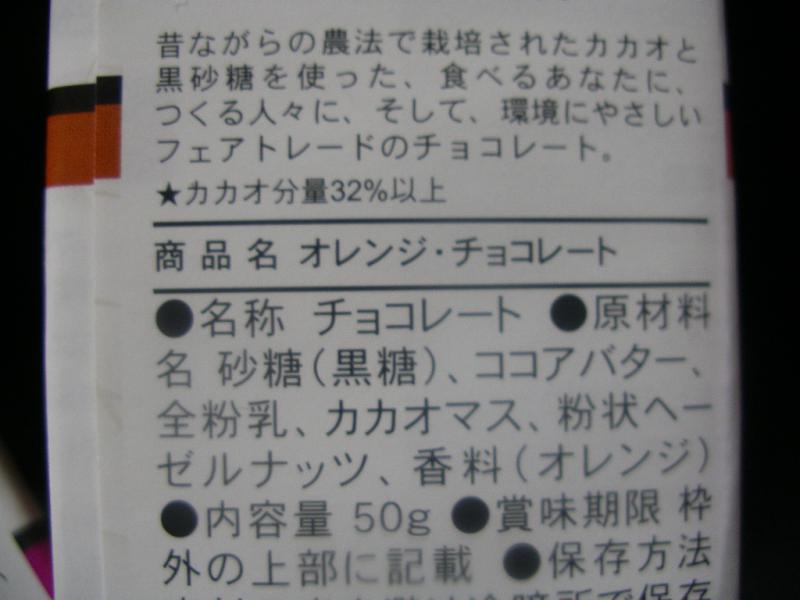 昔ながらの農法で栽培されたカカオと
黒砂糖を使った、食べるあなたに、
つくる人々に、そして、環境にやさしい
フェアトレードのチョコレート。
★カカオ分量32%以上
商品名 オレンジ・チョコレート
●名称 チョコレート ●原材料
名 砂糖(黒糖)、ココアバター、
全粉乳、カカオマス、粉状ヘー
ゼルナッツ、香料(オレンジ)
●内容量 50g ●賞味期限 枠
外の上部に記載 ●保存方法
冷暗所で保存